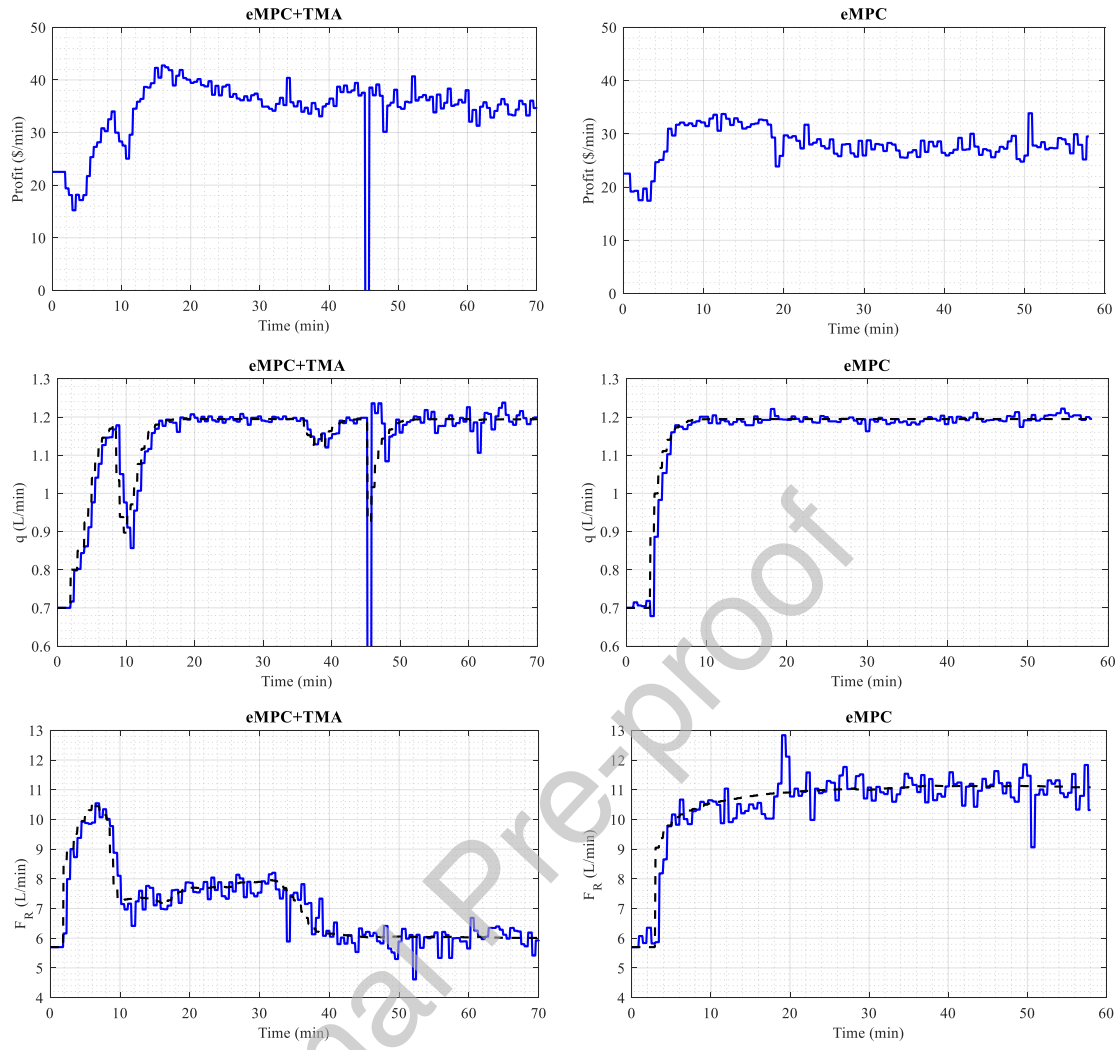 eMPC+TMA
50
40
30
20
10
0
Profit ($/min)
0 10 20 30 40 50 60 70
Time (min)
eMPC
50
40
30
20
10
0
Profit ($/min)
0 10 20 30 40 50 60
Time (min)
eMPC+TMA
1.3
1.2
1.1
1
0.9
0.8
0.7
0.6
q (L/min)
0 10 20 30 40 50 60 70
Time (min)
eMPC
1.3
1.2
1.1
1
0.9
0.8
0.7
0.6
q (L/min)
0 10 20 30 40 50 60
Time (min)
eMPC+TMA
13
12
11
10
9
8
7
6
5
4
F_R (L/min)
0 10 20 30 40 50 60 70
Time (min)
eMPC
13
12
11
10
9
8
7
6
5
4
F_R (L/min)
0 10 20 30 40 50 60
Time (min)
nal Pre-proof